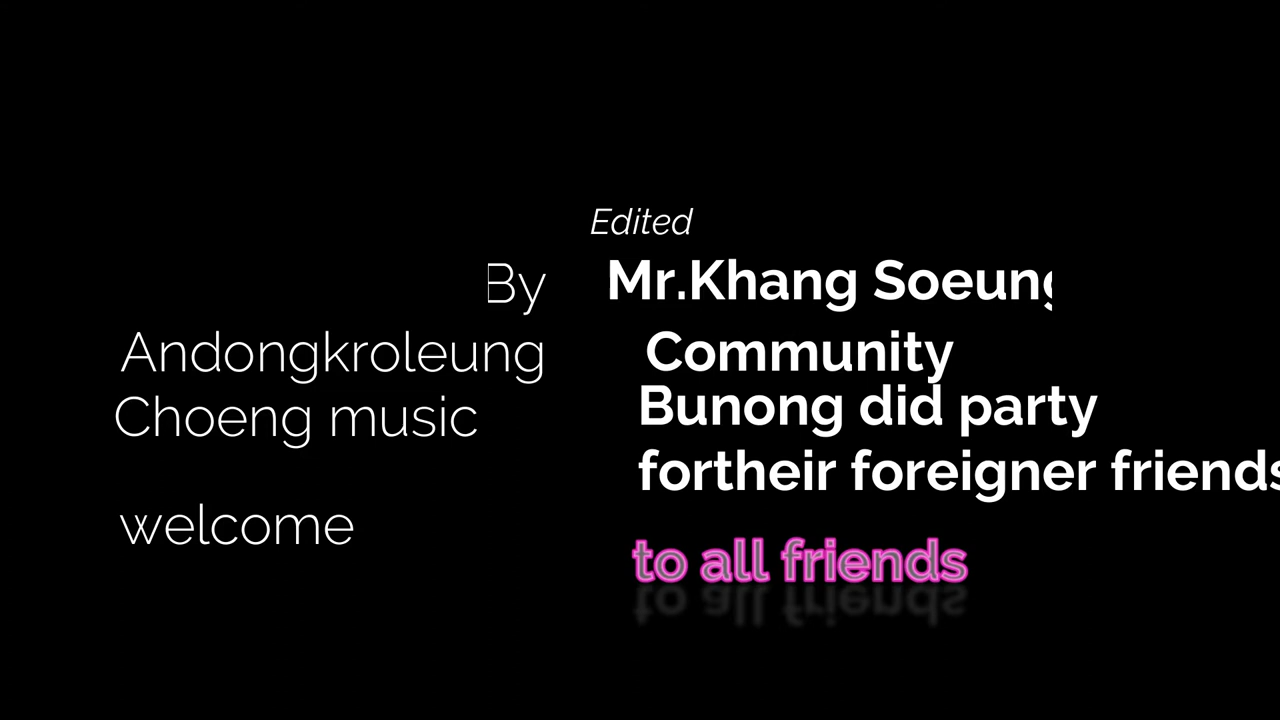 Edited
By Mr.Khang Soeung
Andongkroleung Community
Choeng music Bunong did party
fortheir foreigner friends
welcome to all friends